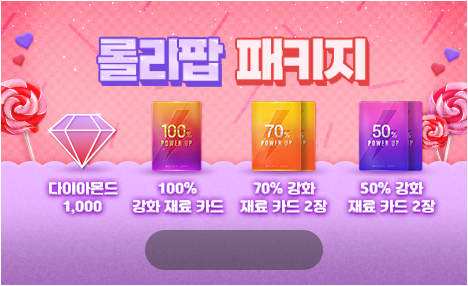 롤리팝 패키지
100%
POWER UP
70%
POWER UP
50%
POWER UP
다이아몬드
1,000
100%
강화 재료 카드
70% 강화
재료 카드 2장
50% 강화
재료 카드 2장